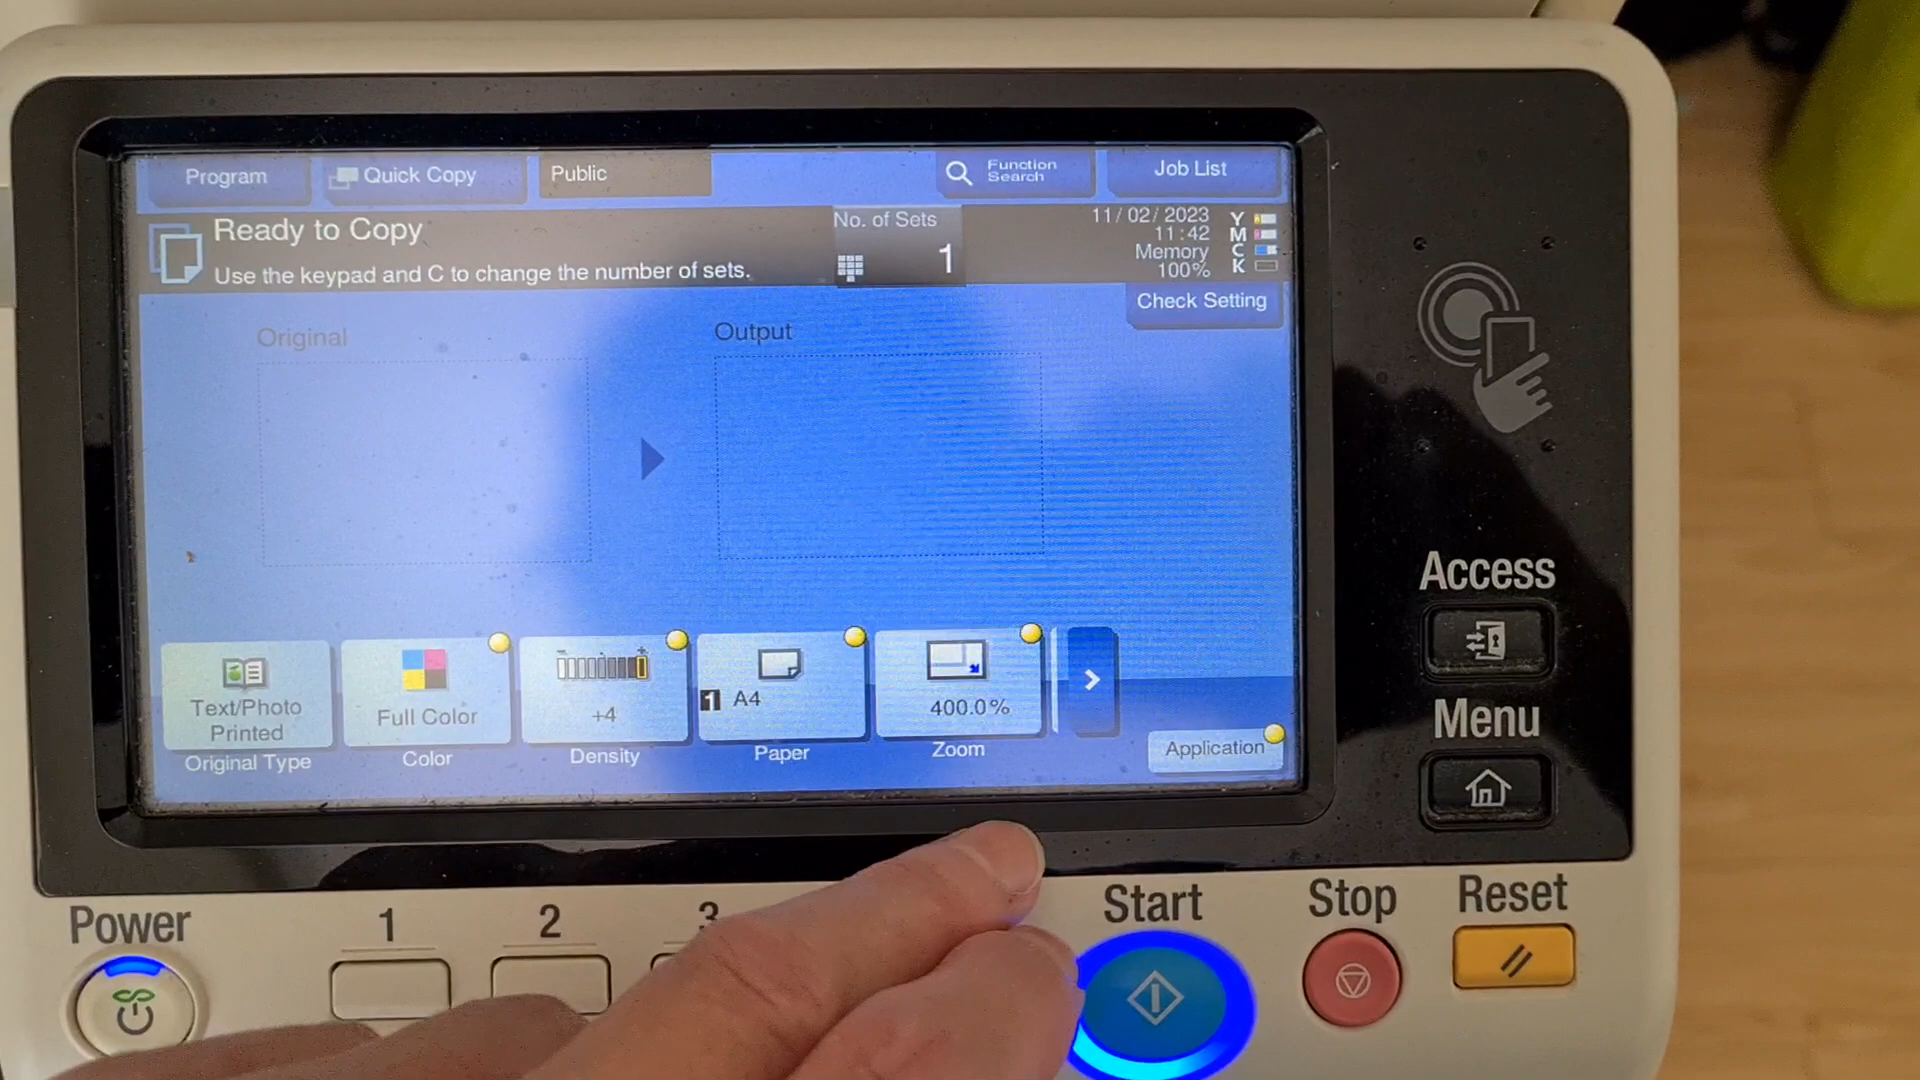 Program
Quick Copy
Public
Function
Search
Job List
Ready to Copy
Use the keypad and C to change the number of sets.
No. of Sets
1
11/02/2023
11:42
Memory
100%
Y
M
C
K
Check Setting
Original
Output
Text/Photo
Printed
Original Type
Full Color
Color
+4
Density
1 A4
Paper
400.0%
Zoom
Application
Access
Menu
Power
1
2
3
Start
Stop
Reset